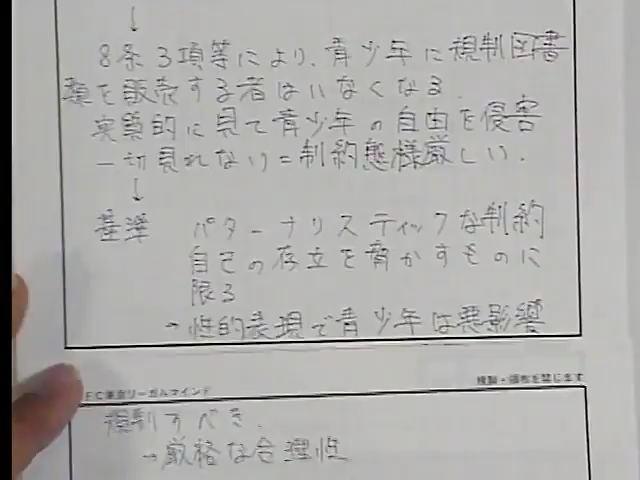 ↓
8条3項等により、青少年に規制図書
類を販売する者はいなくなる.
実質的に見て青少年の自由を侵害
一切見れない=制約態様厳しい.
↓
基準 パターナリスティックな制約
自己の存立を脅かすものに
限る
→性的表現で青少年は悪影響
LEC東京リーガルマインド 複製・頒布を禁じます
規制すべき.
→厳格な合理性